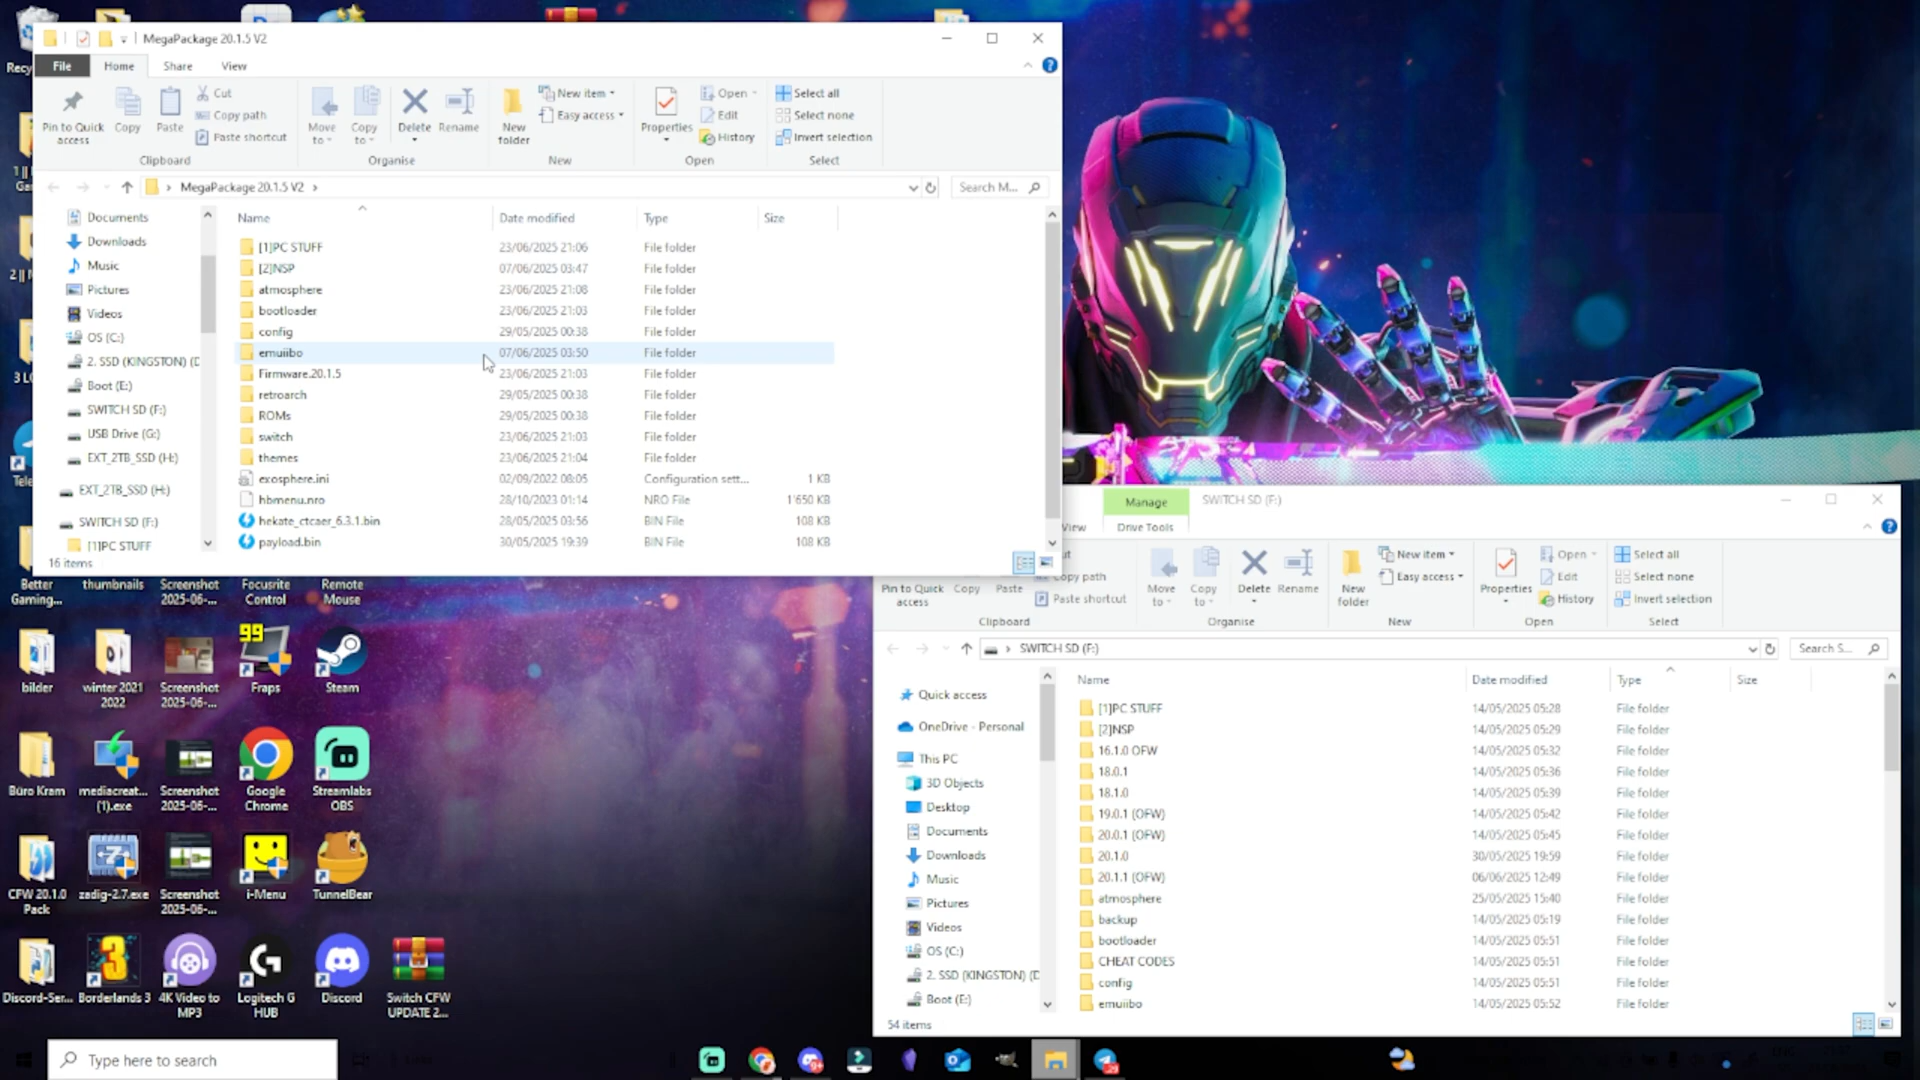 MegaPackage 20.1.5 V2
File
Home
Share
View
Pin to Quick access
Copy
Paste
Cut
Copy path
Paste shortcut
Move to
Copy to
Delete
Rename
New folder
New item
Easy access
Properties
Open
Edit
History
Select all
Select none
Invert selection
Clipboard
Organise
New
Open
Select
MegaPackage 20.1.5 V2
Search M...
Documents
Downloads
Music
Pictures
Videos
OS (C:)
2. SSD (KINGSTON) (D
Boot (E:)
SWITCH SD (F:)
USB Drive (G:)
EXT_2TB_SSD (H:)
EXT_2TB_SSD (H:)
SWITCH SD (F:)
[1]PC STUFF
Name Date modified Type Size
[1]PC STUFF 23/06/2025 21:06 File folder
[2]NSP 07/06/2025 03:47 File folder
atmosphere 23/06/2025 21:08 File folder
bootloader 23/06/2025 21:03 File folder
config 29/05/2025 00:38 File folder
emuiibo 07/06/2025 03:50 File folder
Firmware.20.1.5 23/06/2025 21:03 File folder
retroarch 29/05/2025 00:38 File folder
ROMs 29/05/2025 00:38 File folder
switch 23/06/2025 21:03 File folder
themes 23/06/2025 21:04 File folder
exosphere.ini 02/09/2022 08:05 Configuration sett... 1 KB
hbmenu.nro 28/10/2023 01:14 NRO File 1'650 KB
hekate_ctcaer_6.3.1.bin 28/05/2025 03:56 BIN File 108 KB
payload.bin 30/05/2025 19:39 BIN File 108 KB
16 items
Manage
SWITCH SD (F:)
View
Drive Tools
Pin to Quick access
Copy
Paste
ut
Copy path
Paste shortcut
Move to
Copy to
Delete
Rename
New folder
New item
Easy access
Properties
Open
Edit
History
Select all
Select none
Invert selection
Clipboard
Organise
New
Open
Select
SWITCH SD (F:)
Search S...
Quick access
OneDrive - Personal
This PC
3D Objects
Desktop
Documents
Downloads
Music
Pictures
Videos
OS (C:)
2. SSD (KINGSTON) (D
Boot (E:)
Name Date modified Type Size
[1]PC STUFF 14/05/2025 05:28 File folder
[2]NSP 14/05/2025 05:29 File folder
16.1.0 OFW 14/05/2025 05:32 File folder
18.0.1 14/05/2025 05:36 File folder
18.1.0 14/05/2025 05:39 File folder
19.0.1 (OFW) 14/05/2025 05:42 File folder
20.0.1 (OFW) 14/05/2025 05:45 File folder
20.1.0 30/05/2025 19:59 File folder
20.1.1 (OFW) 06/06/2025 12:49 File folder
atmosphere 25/05/2025 15:40 File folder
backup 14/05/2025 05:19 File folder
bootloader 14/05/2025 05:51 File folder
CHEAT CODES 14/05/2025 05:51 File folder
config 14/05/2025 05:51 File folder
emuiibo 14/05/2025 05:52 File folder
54 items
Recy
1 ||
Ga
2 ||
3 L
Tele
Better Gaming...
thumbnails
Screenshot 2025-06-...
Focusrite Control
Remote Mouse
bilder
winter 2021 2022
Screenshot 2025-06-...
99
Fraps
Steam
Büro Kram
mediacreat... (1).exe
Screenshot 2025-06-...
Google Chrome
Streamlabs OBS
CFW 20.1.0 Pack
zadig-2.7.exe
Screenshot 2025-06-...
i-Menu
TunnelBear
Discord-Ser...
3
Borderlands 3
4K Video to MP3
Logitech G HUB
Discord
Switch CFW UPDATE 2...
Type here to search